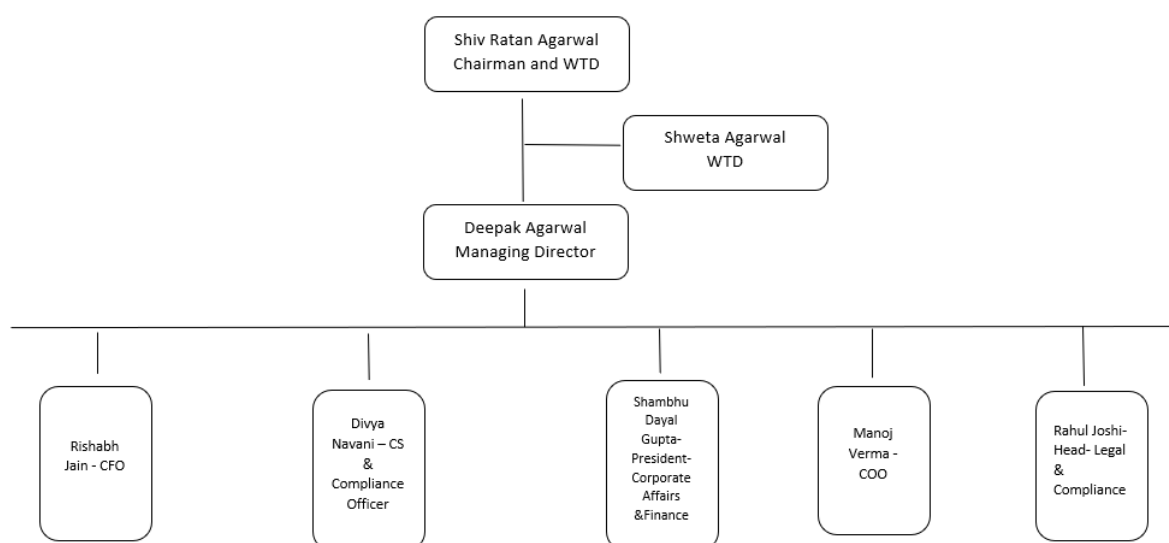 Shiv Ratan Agarwal
Chairman and WTD
Shweta Agarwal
WTD
Deepak Agarwal
Managing Director
Rishabh
Jain - CFO
Divya
Navani – CS
&
Compliance
Officer
Shambhu
Dayal
Gupta-
President-
Corporate
Affairs
&Finance
Manoj
Verma -
COO
Rahul Joshi-
Head- Legal
&
Compliance